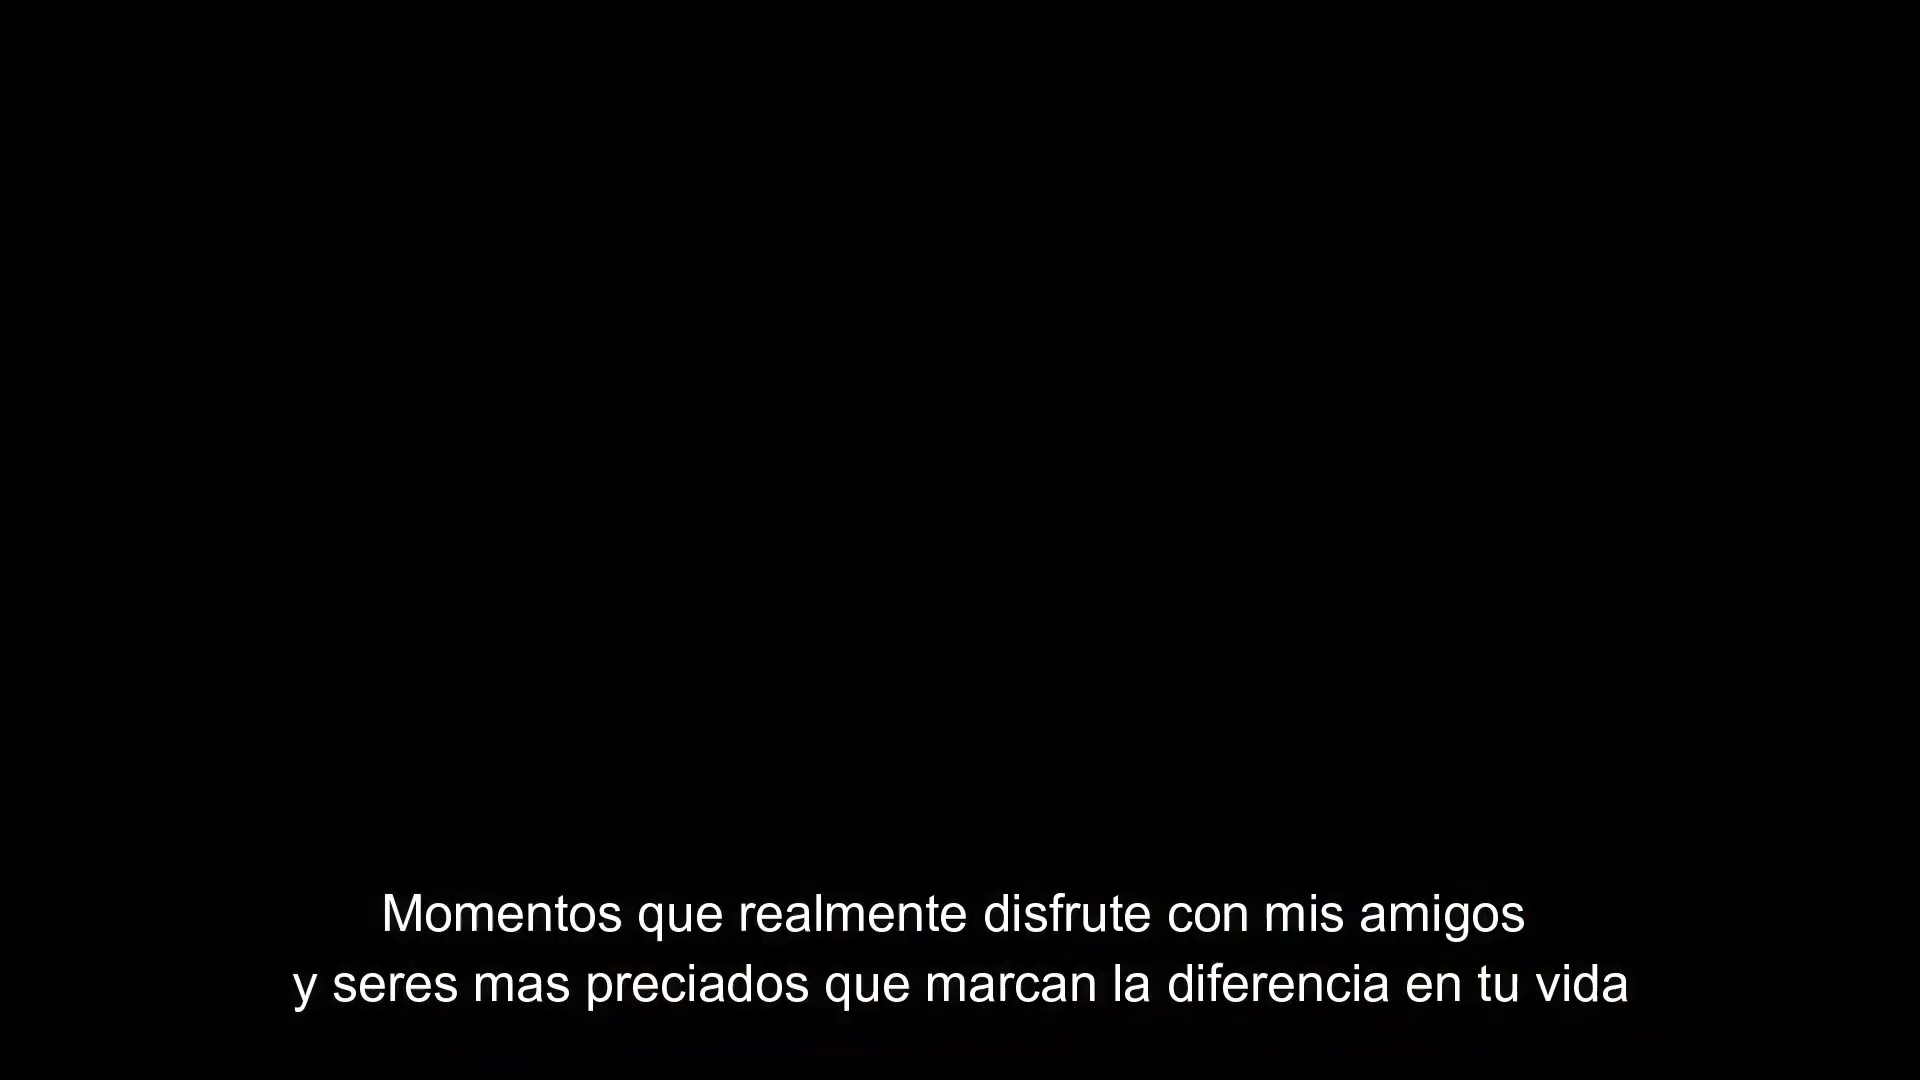 Momentos que realmente disfrute con mis amigos
y seres mas preciados que marcan la diferencia en tu vida